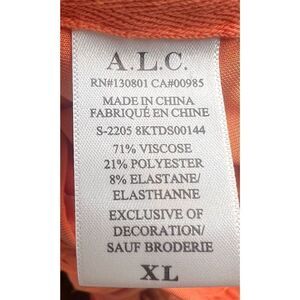 A.L.C.
RN#130801 CA#00985
MADE IN CHINA
FABRIQUÉ EN CHINE
S-2205 8KTDS00144
71% VISCOSE
21% POLYESTER
8% ELASTANE/
ELASTHANNE
EXCLUSIVE OF
DECORATION/
SAUF BRODERIE
XL